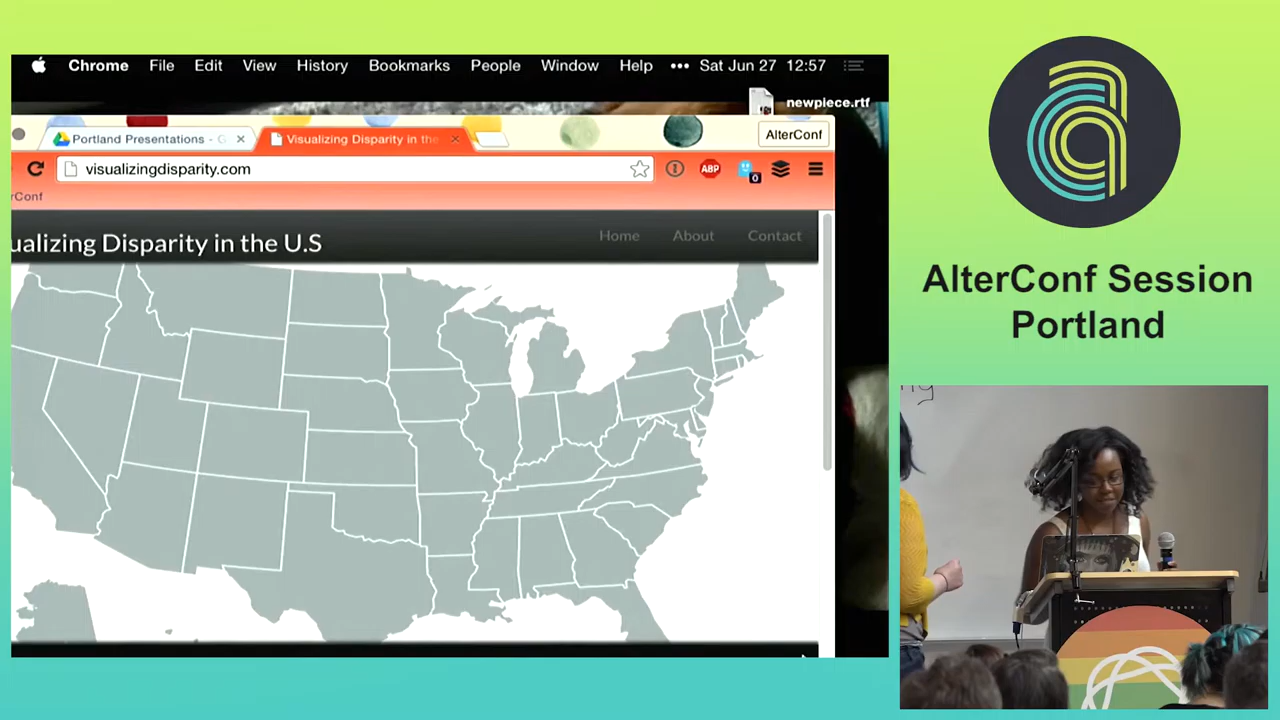 Chrome File Edit View History Bookmarks People Window Help ••• Sat Jun 27 12:57
newpiece.rtf
Portland Presentations - G
Visualizing Disparity in the
AlterConf
visualizingdisparity.com
ABP
0
rConf
ualizing Disparity in the U.S
Home About Contact
AlterConf Session
Portland